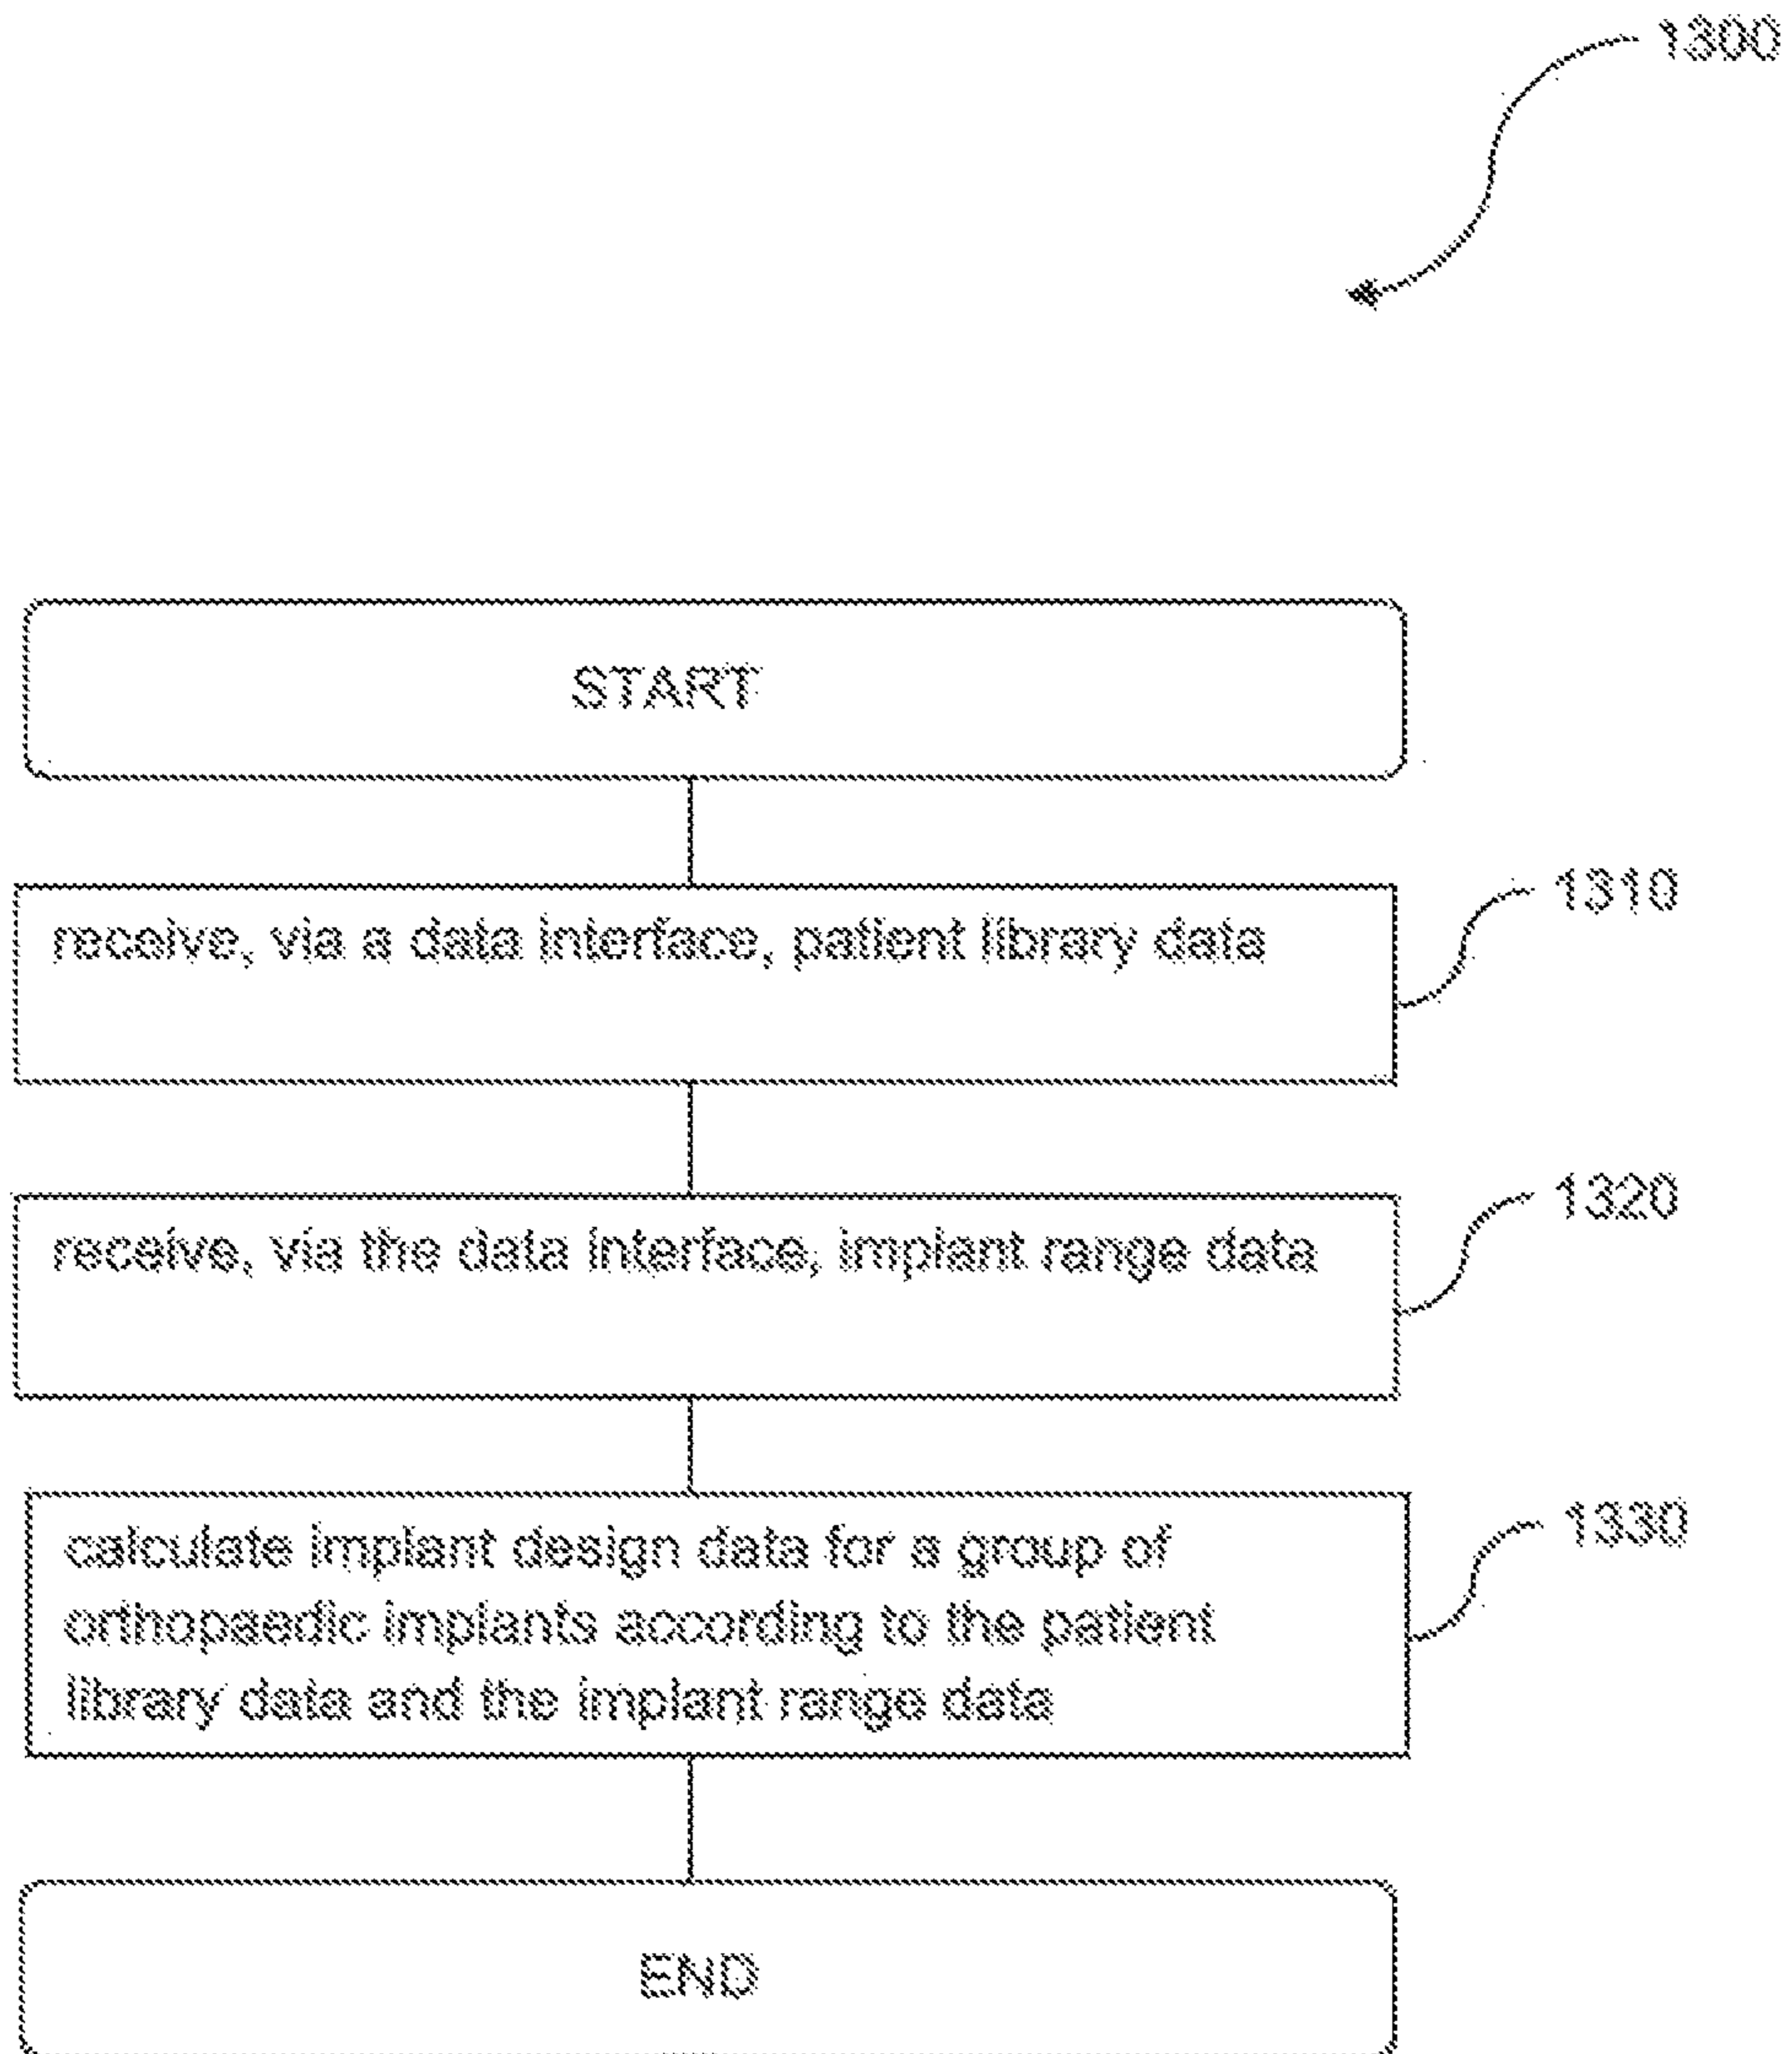 1300
START
receive, via a data interface, patient library data
1310
receive, via the data interface, implant range data
1320
calculate implant design data for a group of
orthopaedic implants according to the patient
library data and the implant range data
1330
END